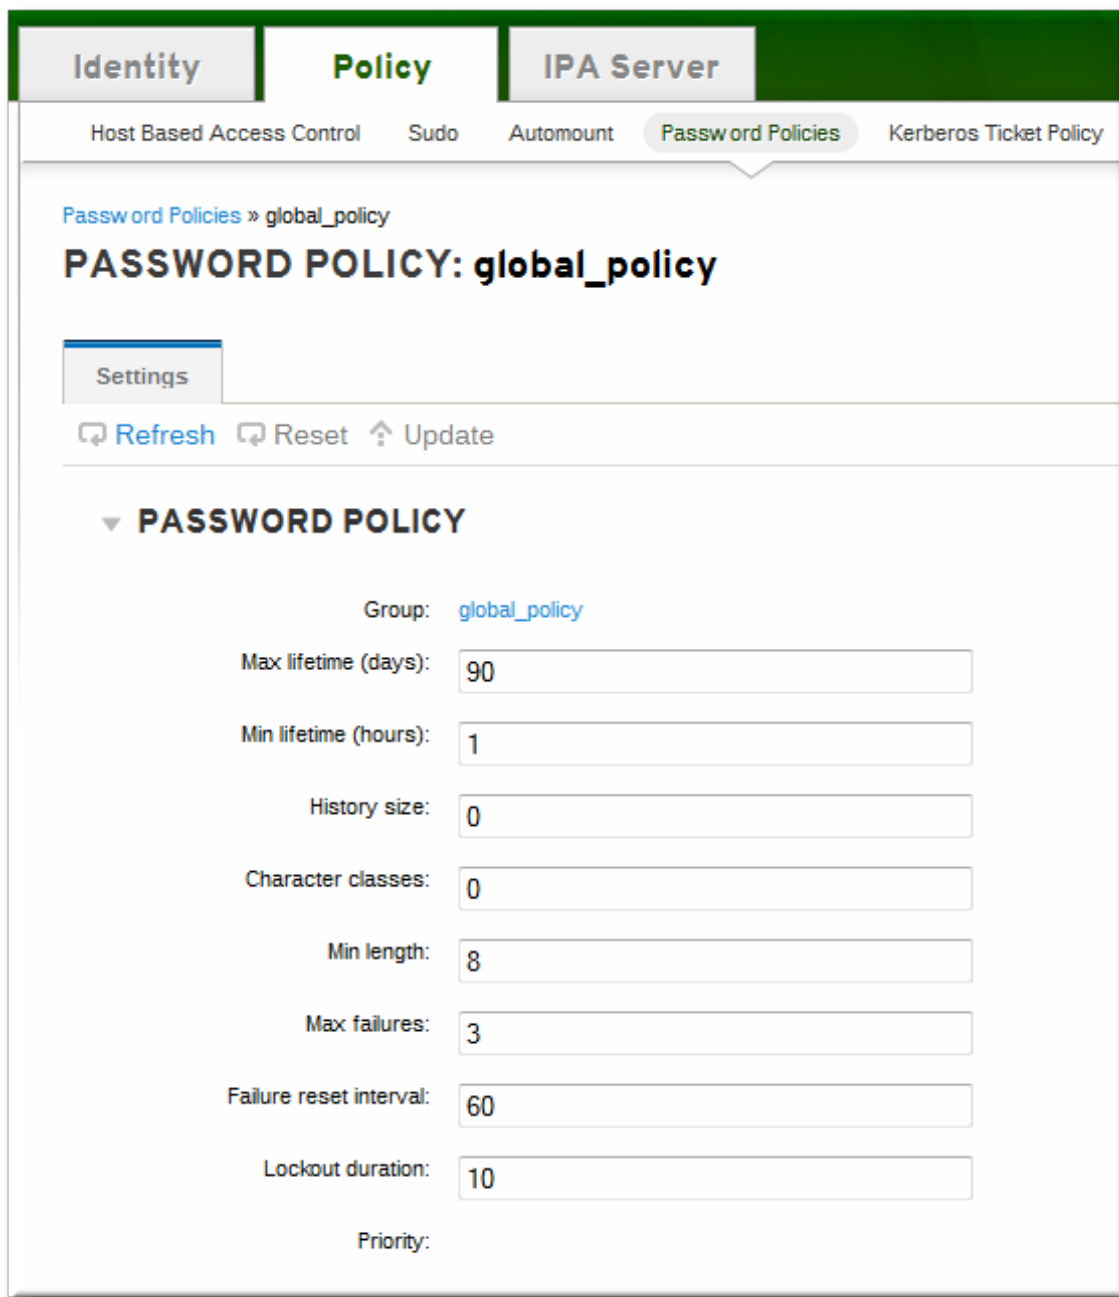 Identity Policy IPA Server
Host Based Access Control Sudo Automount Password Policies Kerberos Ticket Policy
Password Policies » global_policy
PASSWORD POLICY: global_policy
Settings
Refresh Reset Update
PASSWORD POLICY
Group: global_policy
Max lifetime (days): 90
Min lifetime (hours): 1
History size: 0
Character classes: 0
Min length: 8
Max failures: 3
Failure reset interval: 60
Lockout duration: 10
Priority: